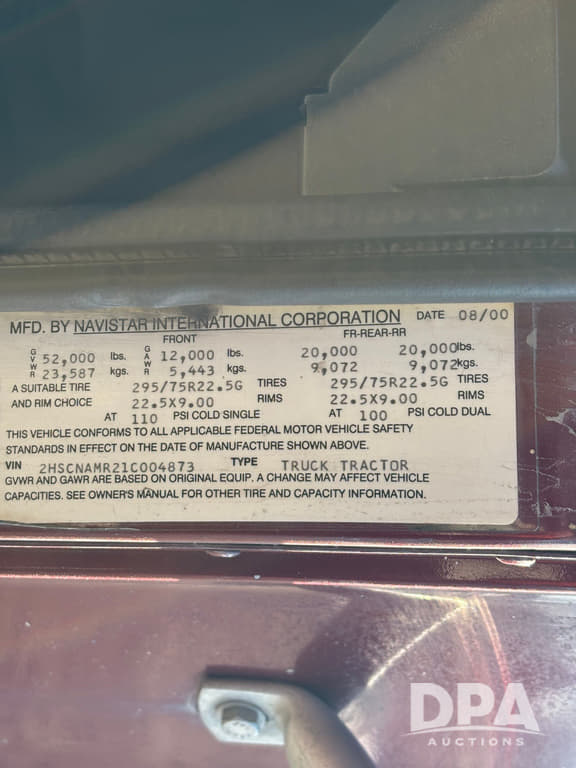 MFD. BY NAVISTAR INTERNATIONAL CORPORATION DATE 08/00
FRONT FR-REAR-RR
GVWR 52,000 lbs. GAWR 12,000 lbs. 20,000 20,000lbs.
23,587 kgs. 5,443 kgs. 9,072 9,072kgs.
A SUITABLE TIRE 295/75R22.5G TIRES 295/75R22.5G TIRES
AND RIM CHOICE 22.5X9.00 RIMS 22.5X9.00 RIMS
AT 110 PSI COLD SINGLE AT 100 PSI COLD DUAL
THIS VEHICLE CONFORMS TO ALL APPLICABLE FEDERAL MOTOR VEHICLE SAFETY
STANDARDS IN EFFECT ON THE DATE OF MANUFACTURE SHOWN ABOVE.
VIN 2HSCNAMR21C004873 TYPE TRUCK TRACTOR
GVWR AND GAWR ARE BASED ON ORIGINAL EQUIP. A CHANGE MAY AFFECT VEHICLE
CAPACITIES. SEE OWNER'S MANUAL FOR OTHER TIRE AND CAPACITY INFORMATION.
DPA
AUCTIONS